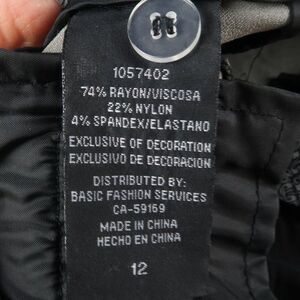 1057402
74% RAYON/VISCOSA
22% NYLON
4% SPANDEX/ELASTANO
EXCLUSIVE OF DECORATION
EXCLUSIVO DE DECORACION
DISTRIBUTED BY:
BASIC FASHION SERVICES
CA-59169
MADE IN CHINA
HECHO EN CHINA
12